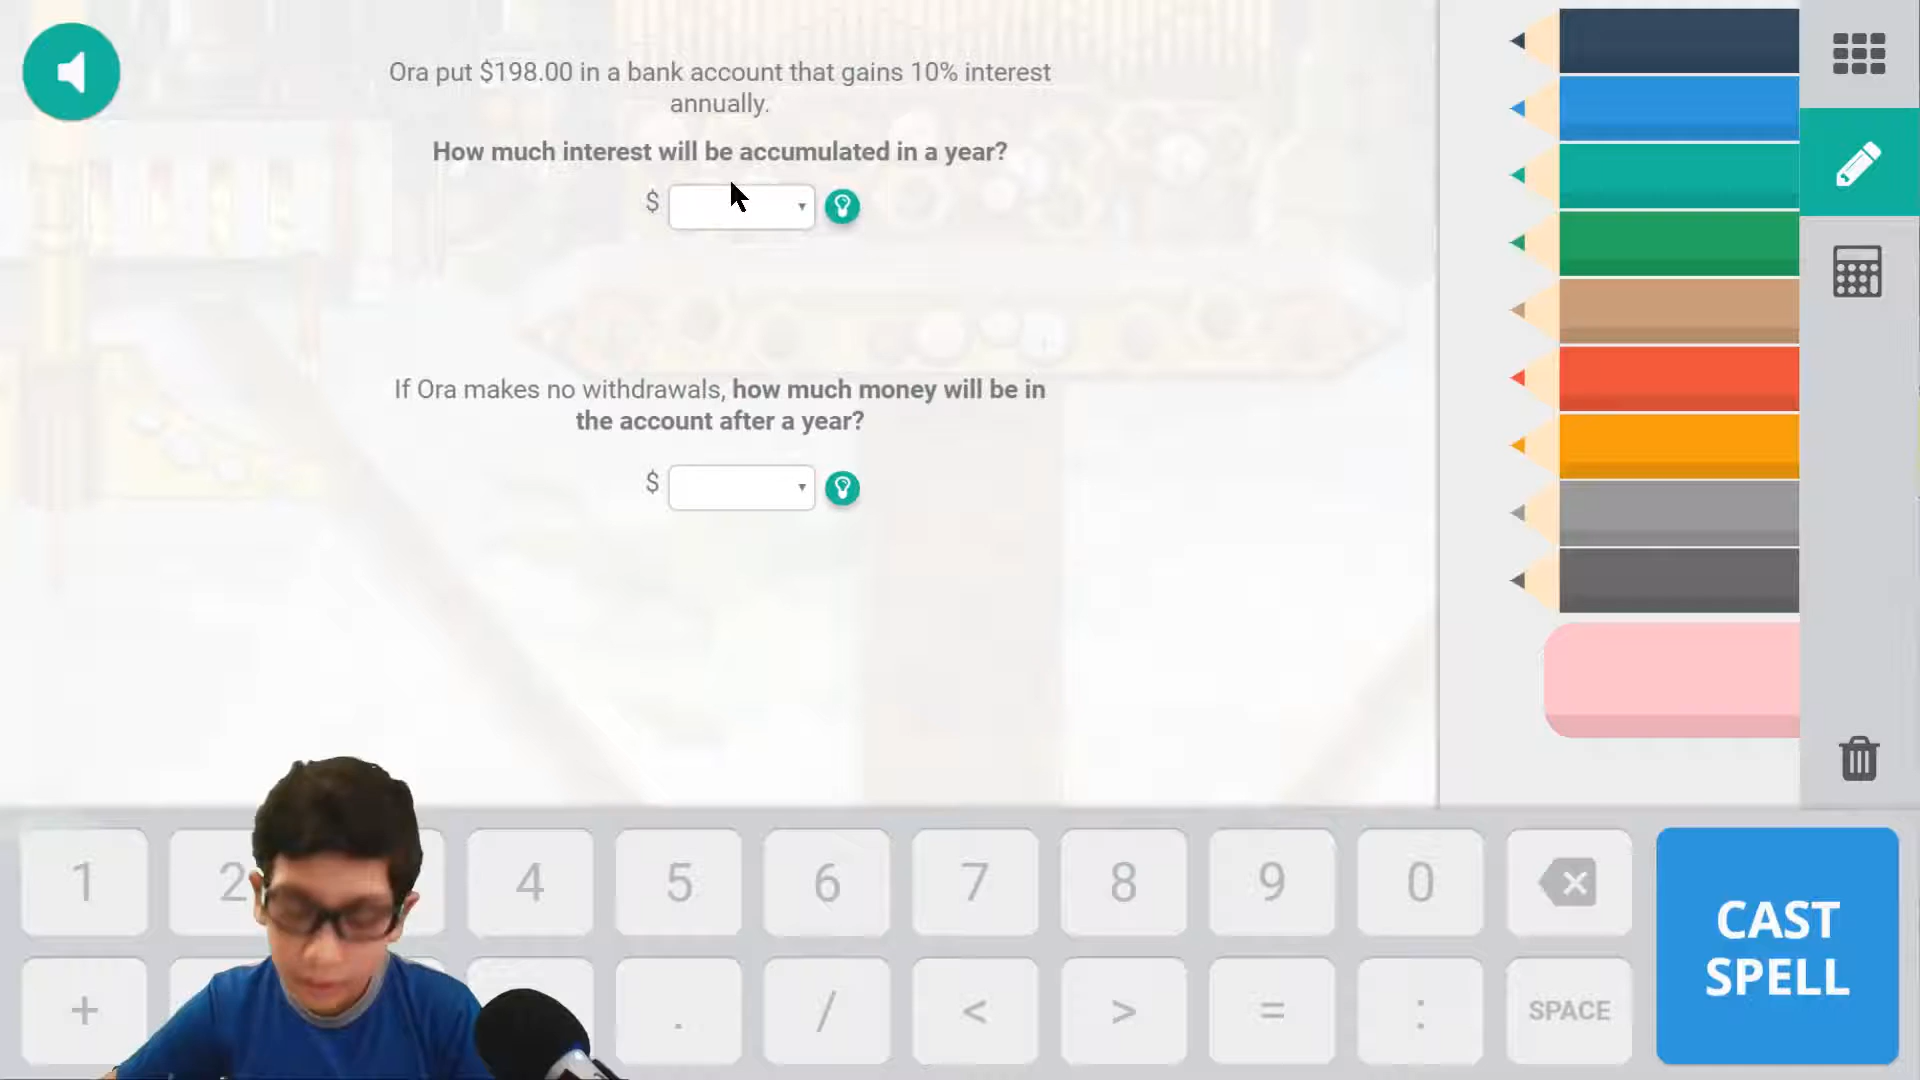 Ora put $198.00 in a bank account that gains 10% interest
annually.
How much interest will be accumulated in a year?
$
If Ora makes no withdrawals, how much money will be in
the account after a year?
$
1 2 4 5 6 7 8 9 0
+ . / < > = : SPACE
CAST
SPELL